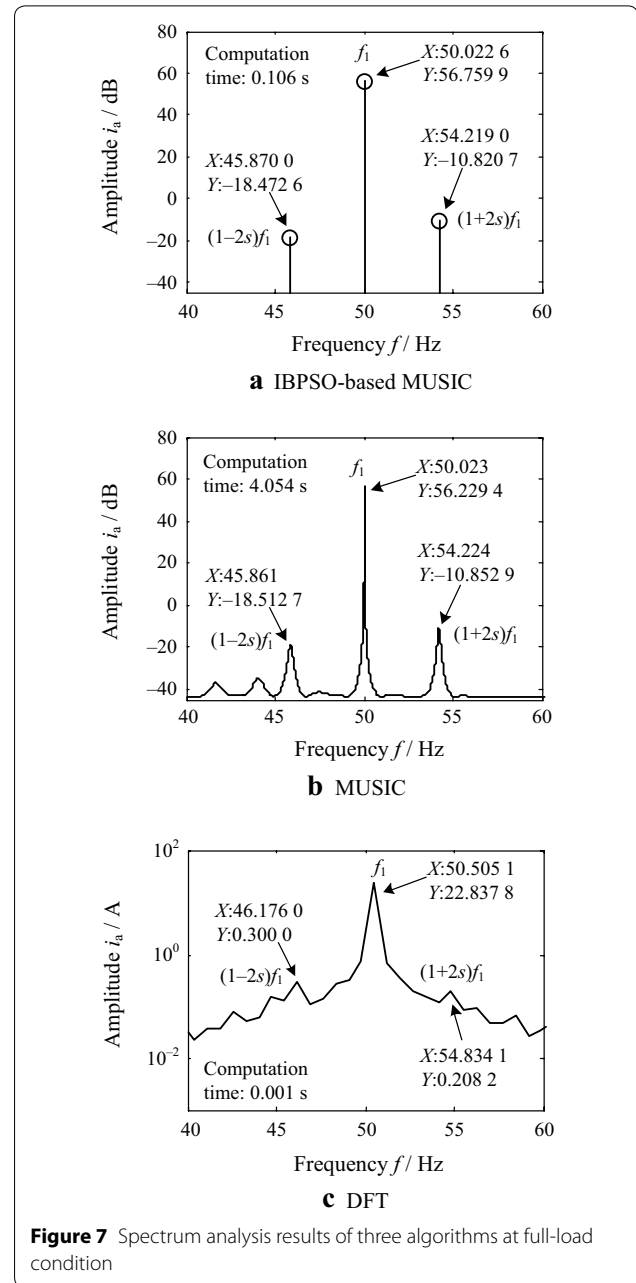 80
60
40
20
0
−20
−40
Amplitude iₐ / dB
Computation
time: 0.106 s
f₁
X:50.022 6
Y:56.759 9
X:45.870 0
Y:−18.472 6
(1−2s)f₁
X:54.219 0
Y:−10.820 7
(1+2s)f₁
40 45 50 55 60
Frequency f / Hz
a IBPSO-based MUSIC
80
60
40
20
0
−20
−40
Amplitude iₐ / dB
Computation
time: 4.054 s
f₁
X:50.023
Y:56.229 4
X:45.861
Y:−18.512 7
(1−2s)f₁
X:54.224
Y:−10.852 9
(1+2s)f₁
40 45 50 55 60
Frequency f / Hz
b MUSIC
10²
10⁰
10⁻²
Amplitude iₐ / A
f₁
X:50.505 1
Y:22.837 8
X:46.176 0
Y:0.300 0
(1−2s)f₁
(1+2s)f₁
X:54.834 1
Y:0.208 2
Computation
time: 0.001 s
40 45 50 55 60
Frequency f / Hz
c DFT
Figure 7 Spectrum analysis results of three algorithms at full-load
condition